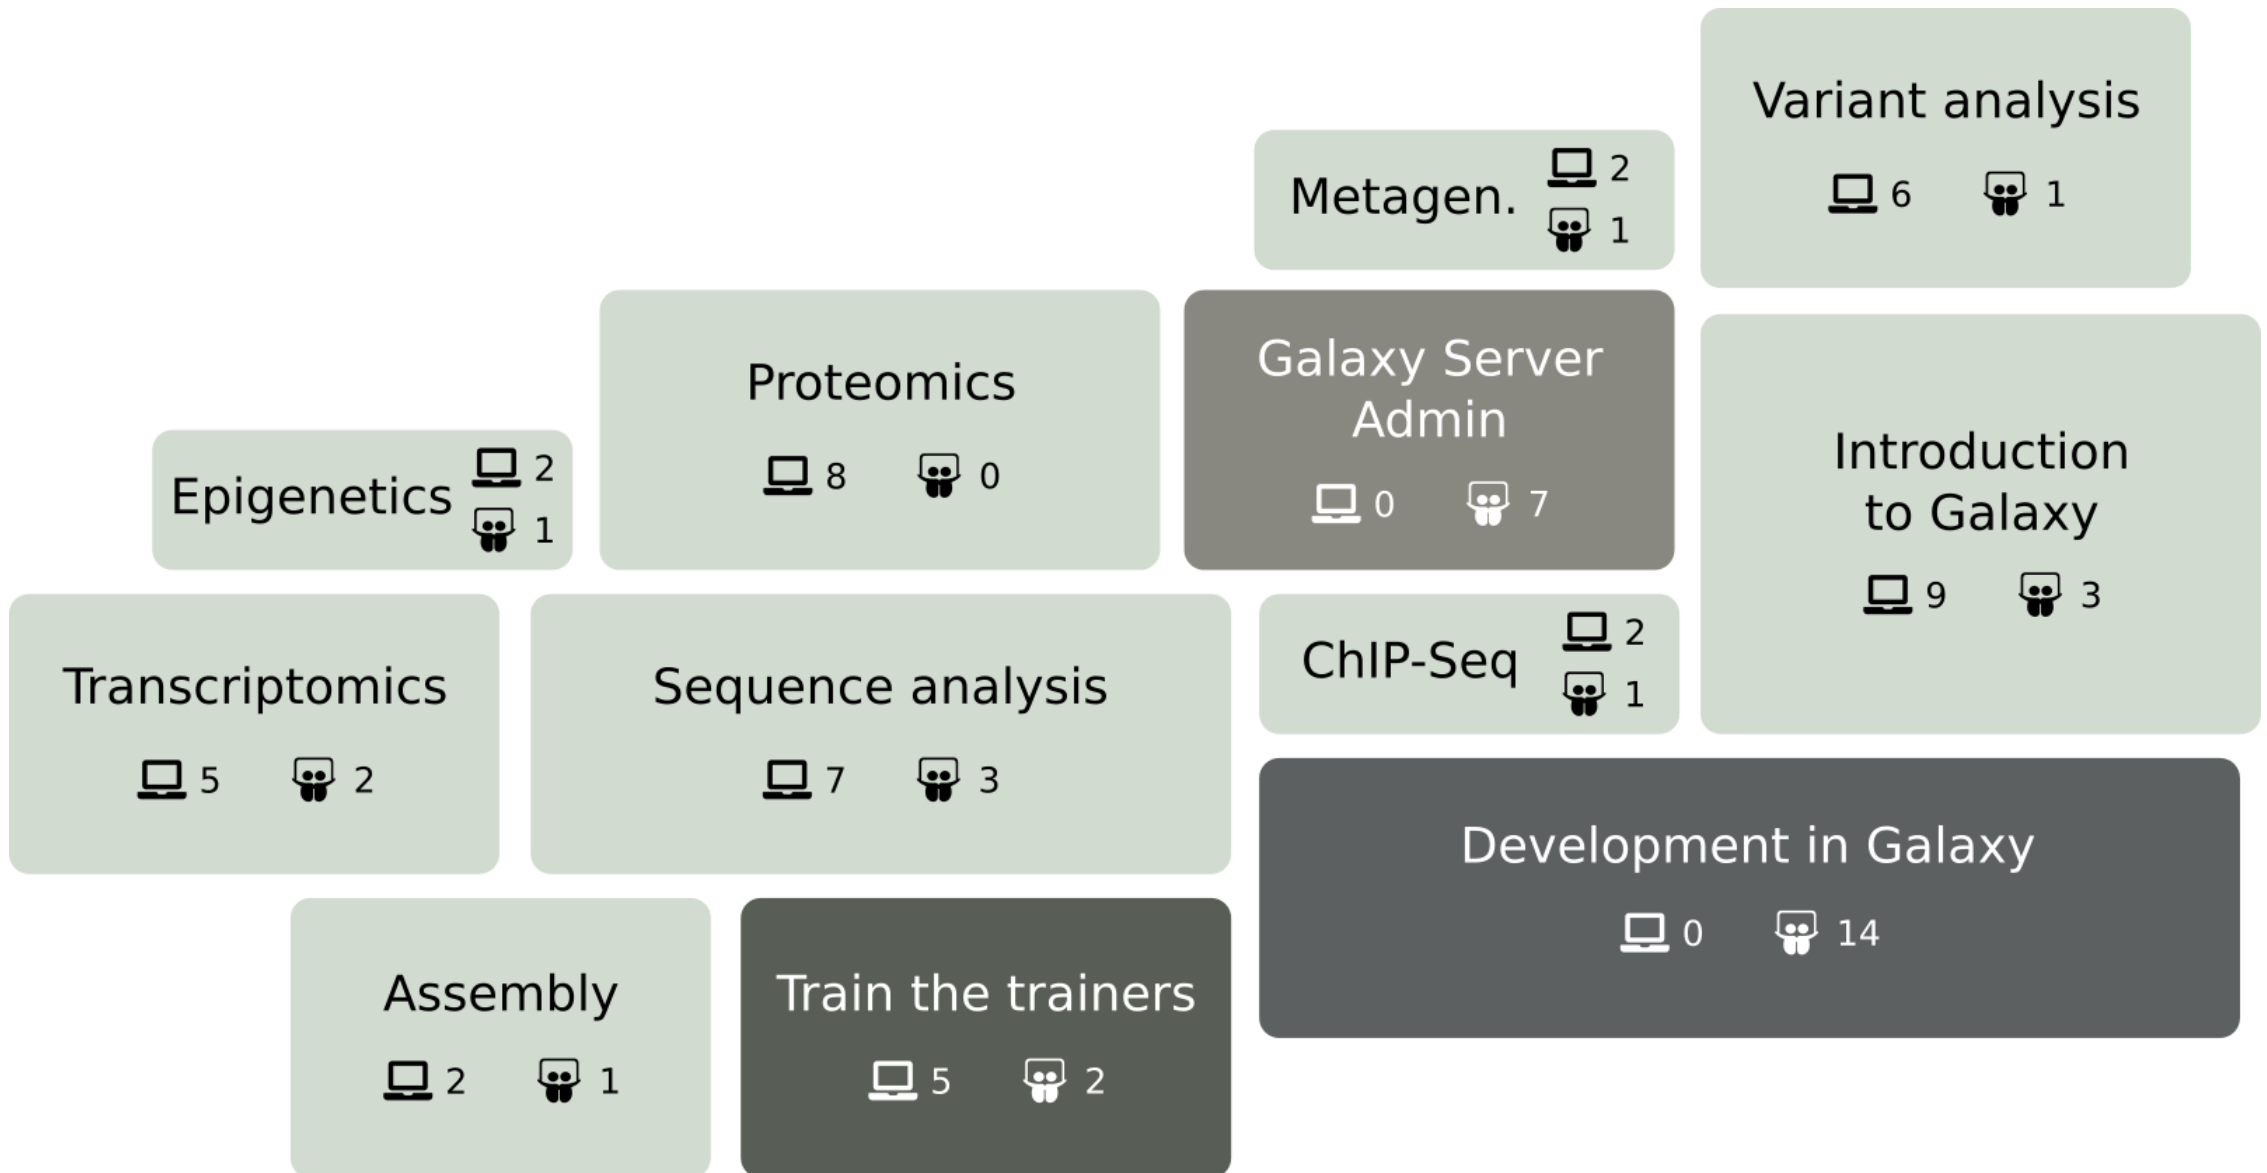 Variant analysis
6 1
Metagen. 2
1
Proteomics
8 0
Galaxy Server
Admin
0 7
Introduction
to Galaxy
9 3
Epigenetics 2
1
Transcriptomics
5 2
Sequence analysis
7 3
ChIP-Seq 2
1
Development in Galaxy
0 14
Assembly
2 1
Train the trainers
5 2